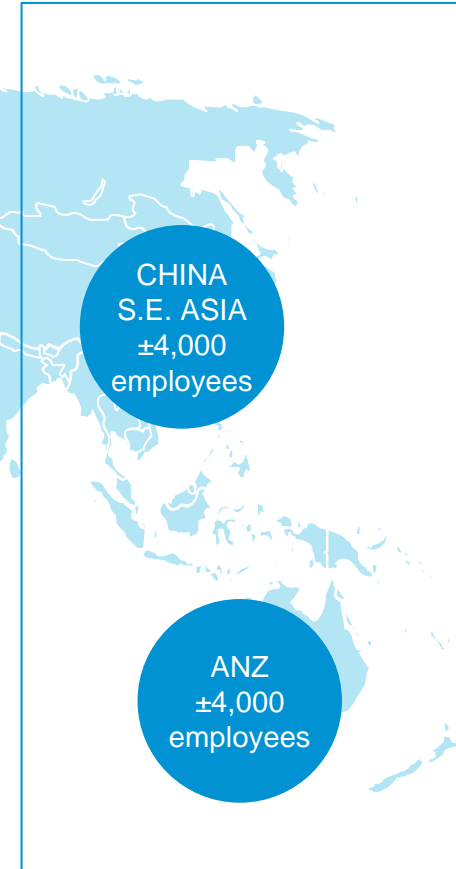 CHINA
S.E. ASIA
±4,000
employees
ANZ
±4,000
employees